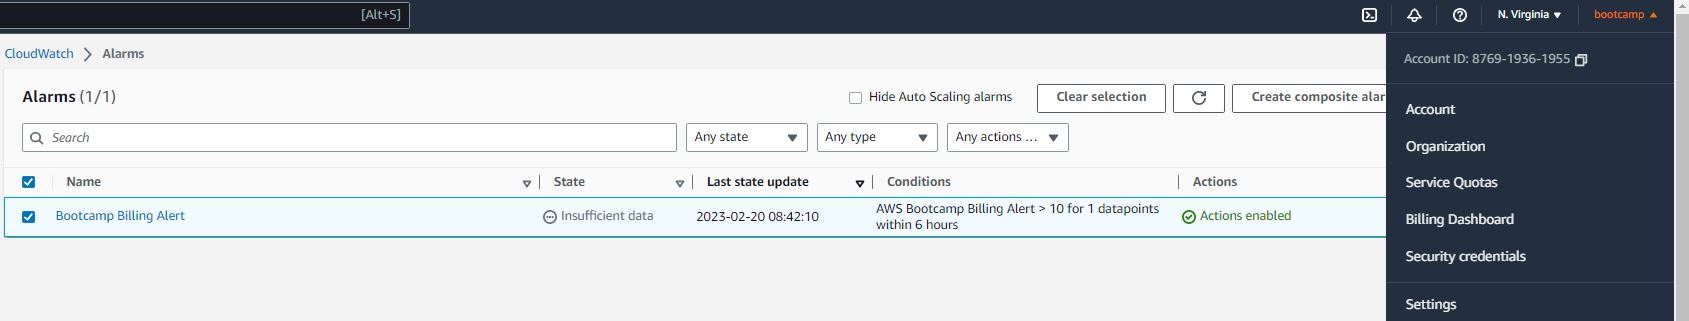 [Alt+S]
N. Virginia
bootcamp
CloudWatch
Alarms
Account ID: 8769-1936-1955
Alarms (1/1)
Hide Auto Scaling alarms
Clear selection
Create composite alar
Account
Search
Any state
Any type
Any actions ...
Organization
Name
State
Last state update
Conditions
Actions
Service Quotas
Bootcamp Billing Alert
Insufficient data
2023-02-20 08:42:10
AWS Bootcamp Billing Alert > 10 for 1 datapoints
within 6 hours
Actions enabled
Billing Dashboard
Security credentials
Settings